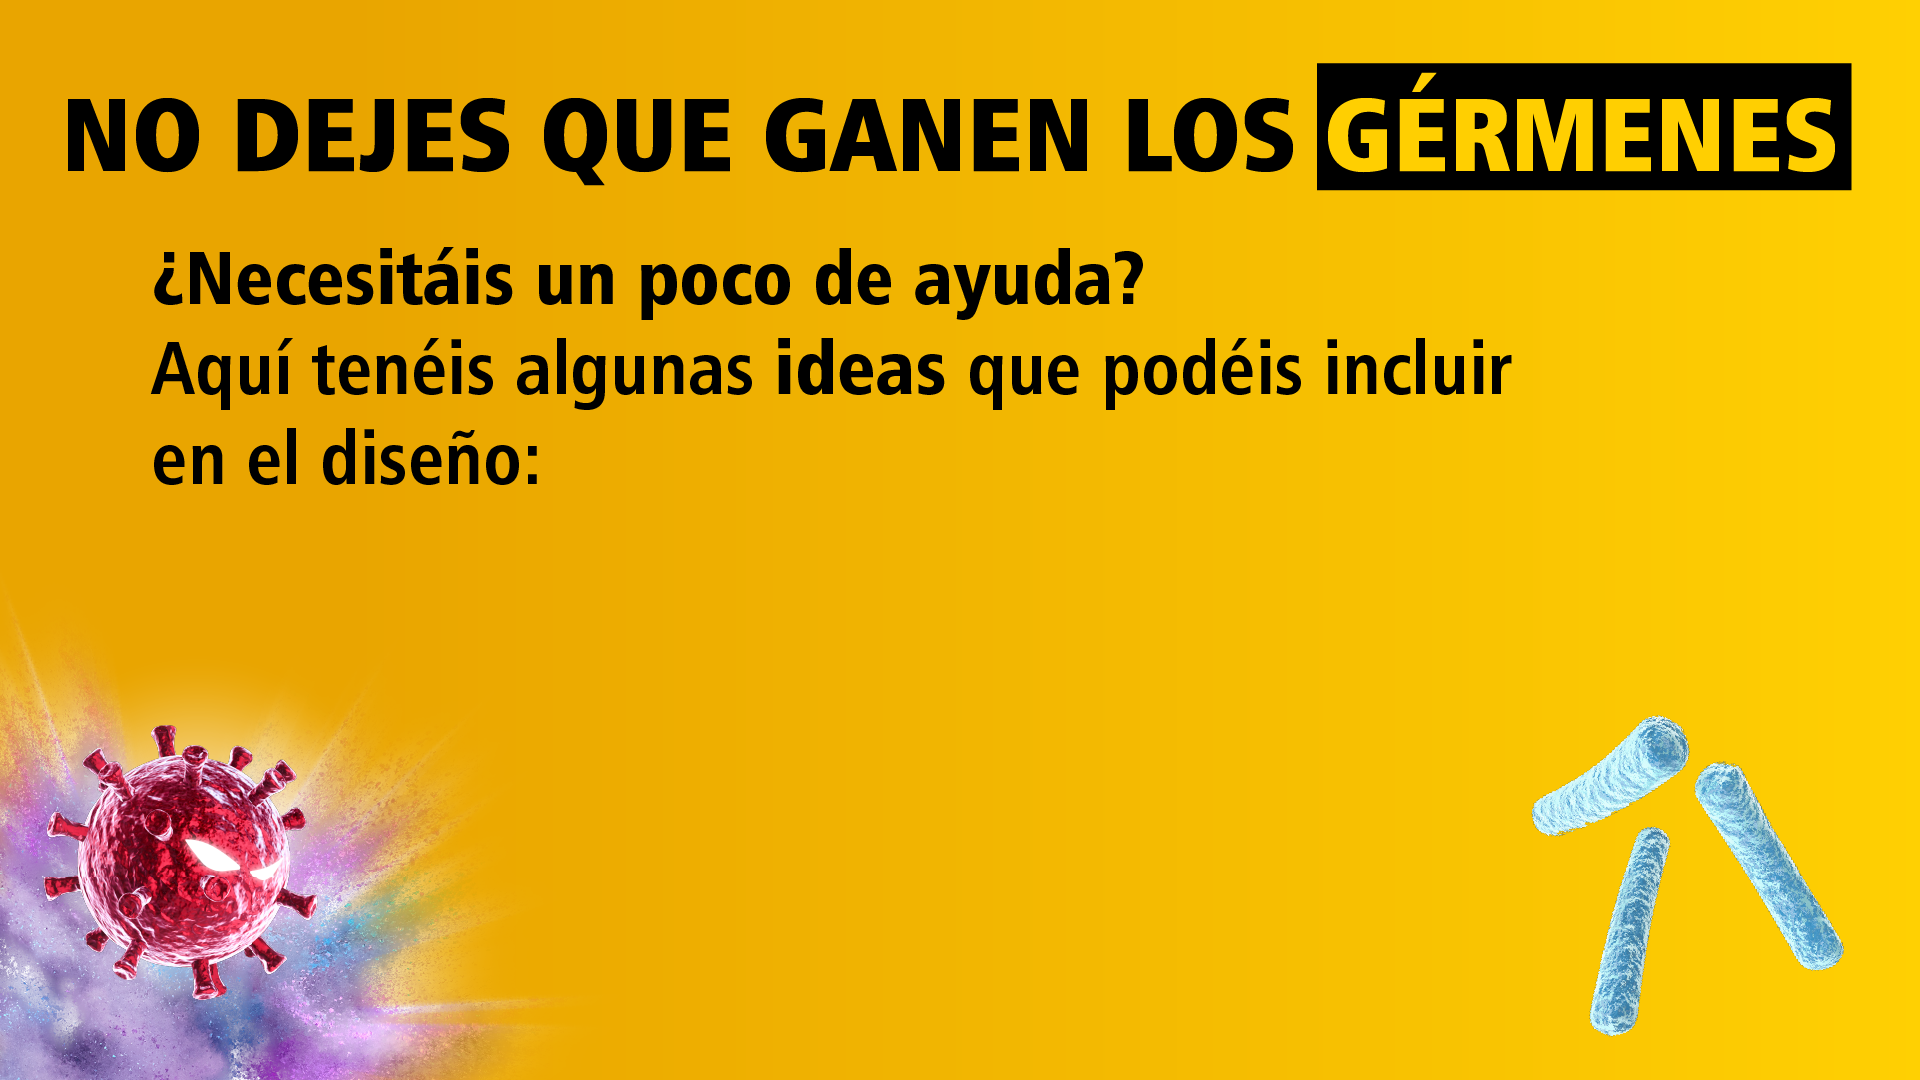 NO DEJES QUE GANEN LOS GÉRMENES
¿Necesitáis un poco de ayuda?
Aquí tenéis algunas ideas que podéis incluir
en el diseño: